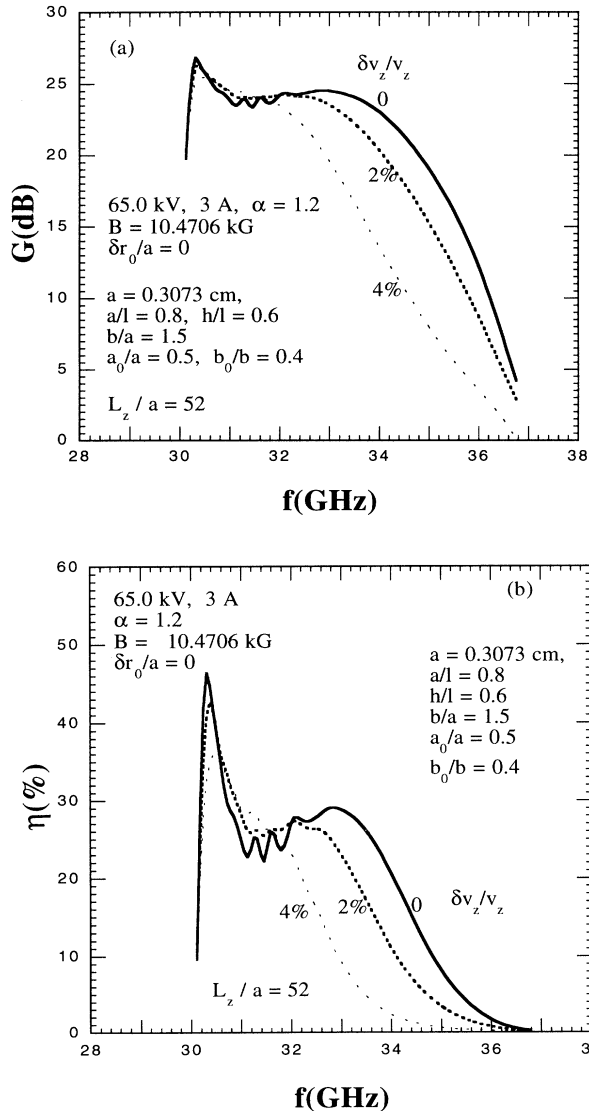 30
(a)
δv_z/v_z
0
25
20
2%
65.0 kV, 3 A, α = 1.2
B = 10.4706 kG
δr_0/a = 0
15
G(dB)
a = 0.3073 cm,
4%
a/l = 0.8, h/l = 0.6
10
b/a = 1.5
a_0/a = 0.5, b_0/b = 0.4
5
L_z / a = 52
0
28 30 32 34 36 38
f(GHz)
60
65.0 kV, 3 A
(b)
α = 1.2
50
B = 10.4706 kG
δr_0/a = 0
a = 0.3073 cm,
a/l = 0.8
40
h/l = 0.6
b/a = 1.5
a_0/a = 0.5
b_0/b = 0.4
η(%)
30
20
4%
2%
0
δv_z/v_z
10
L_z / a = 52
0
28 30 32 34 36
f(GHz)